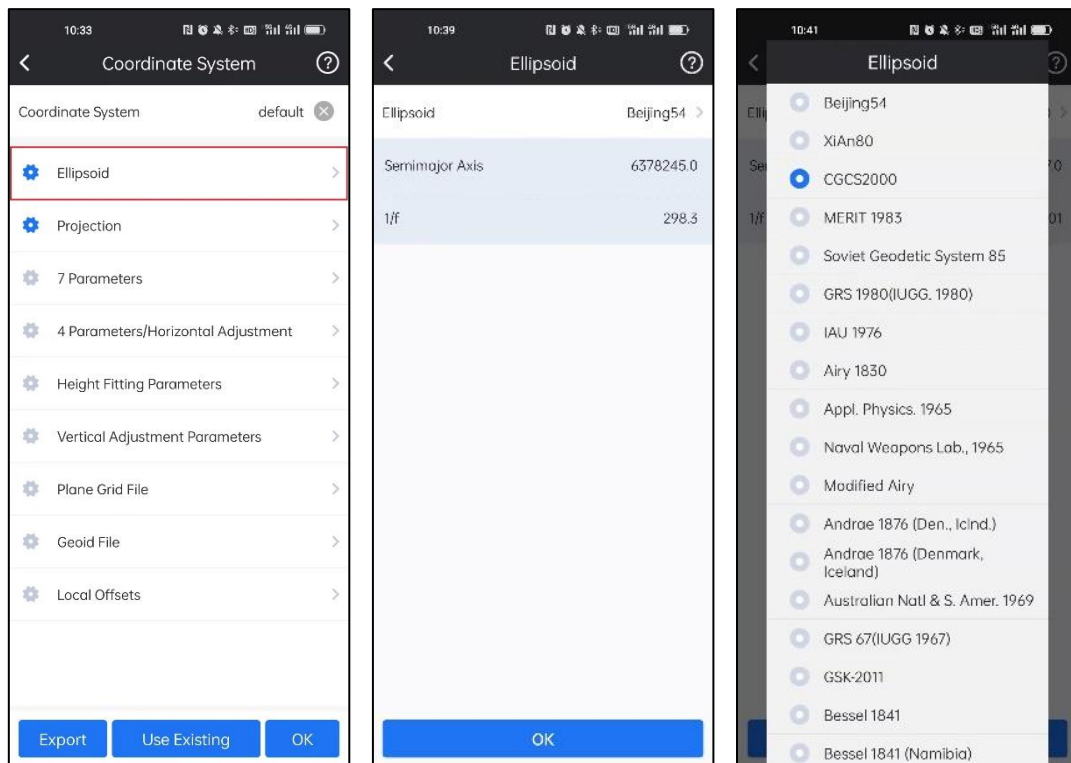 10:33
Coordinate System
Coordinate System default
Ellipsoid
Projection
7 Parameters
4 Parameters/Horizontal Adjustment
Height Fitting Parameters
Vertical Adjustment Parameters
Plane Grid File
Geoid File
Local Offsets
Export Use Existing OK
10:39
Ellipsoid
Ellipsoid Beijing54
Semimajor Axis 6378245.0
1/f 298.3
OK
10:41
Ellipsoid
Beijing54
XiAn80
CGCS2000
MERIT 1983
Soviet Geodetic System 85
GRS 1980(IUGG. 1980)
IAU 1976
Airy 1830
Appl. Physics. 1965
Naval Weapons Lab., 1965
Modified Airy
Andrae 1876 (Den., Iclnd.)
Andrae 1876 (Denmark,
Iceland)
Australian Natl & S. Amer. 1969
GRS 67(IUGG 1967)
GSK-2011
Bessel 1841
Bessel 1841 (Namibia)